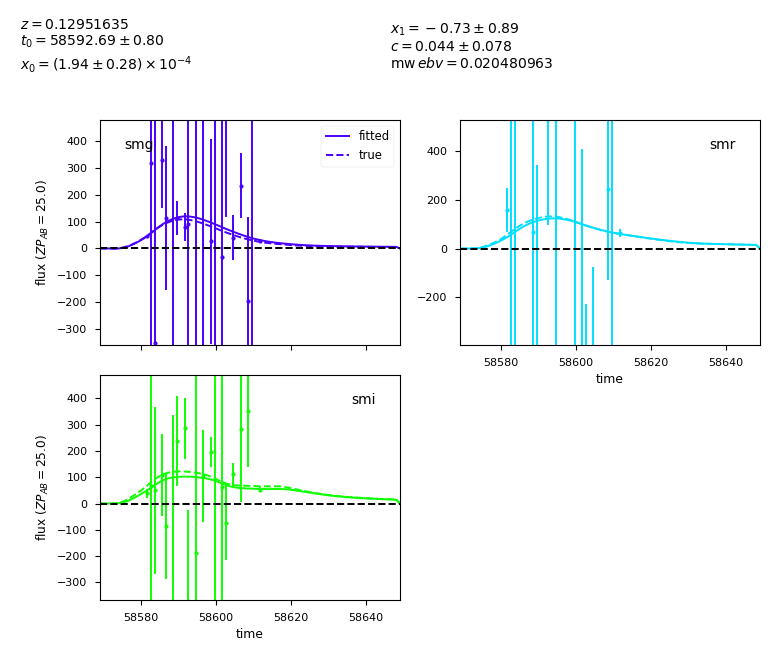 z = 0.12951635
t₀ = 58592.69 ± 0.80
x₀ = (1.94 ± 0.28) × 10⁻⁴
x₁ = −0.73 ± 0.89
c = 0.044 ± 0.078
mw ebv = 0.020480963
smg
fitted
true
400
300
200
100
0
−100
−200
−300
flux (ZP_AB = 25.0)
smr
400
200
0
−200
58580 58600 58620 58640
time
smi
400
300
200
100
0
−100
−200
−300
flux (ZP_AB = 25.0)
58580 58600 58620 58640
time